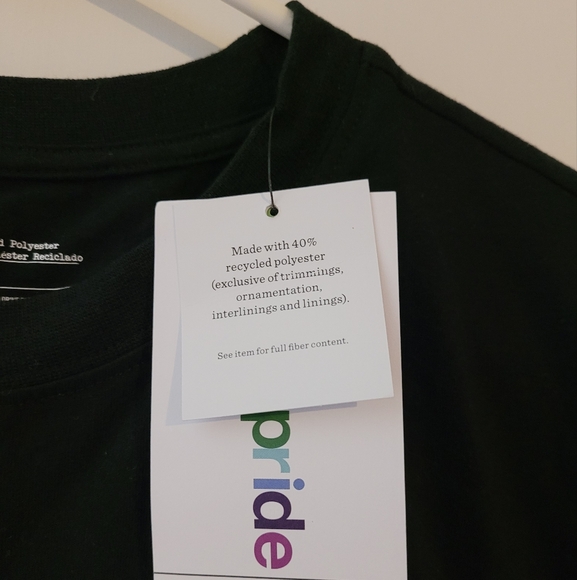 d Polyester
éster Reciclado
Made with 40%
recycled polyester
(exclusive of trimmings,
ornamentation,
interlinings and linings).
See item for full fiber content.
pride